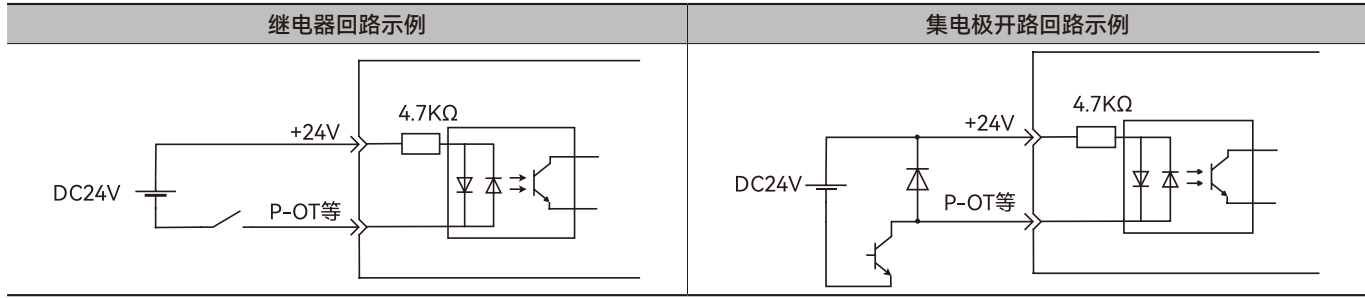 继电器回路示例
集电极开路回路示例
4.7KΩ
+24V
DC24V
P-OT等
4.7KΩ
+24V
DC24V
P-OT等